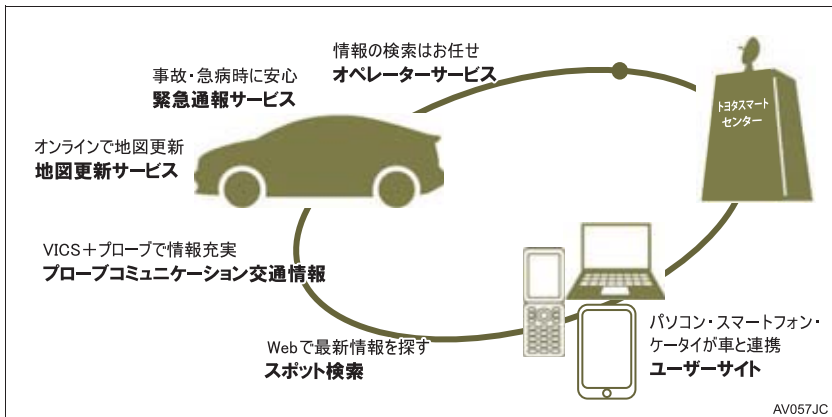 情報の検索はお任せ
オペレーターサービス
事故・急病時に安心
緊急通報サービス
トヨタスマート
センター
オンラインで地図更新
地図更新サービス
VICS＋プローブで情報充実
プローブコミュニケーション交通情報
Webで最新情報を探す
スポット検索
パソコン・スマートフォン・
ケータイが車と連携
ユーザーサイト
AV057JC